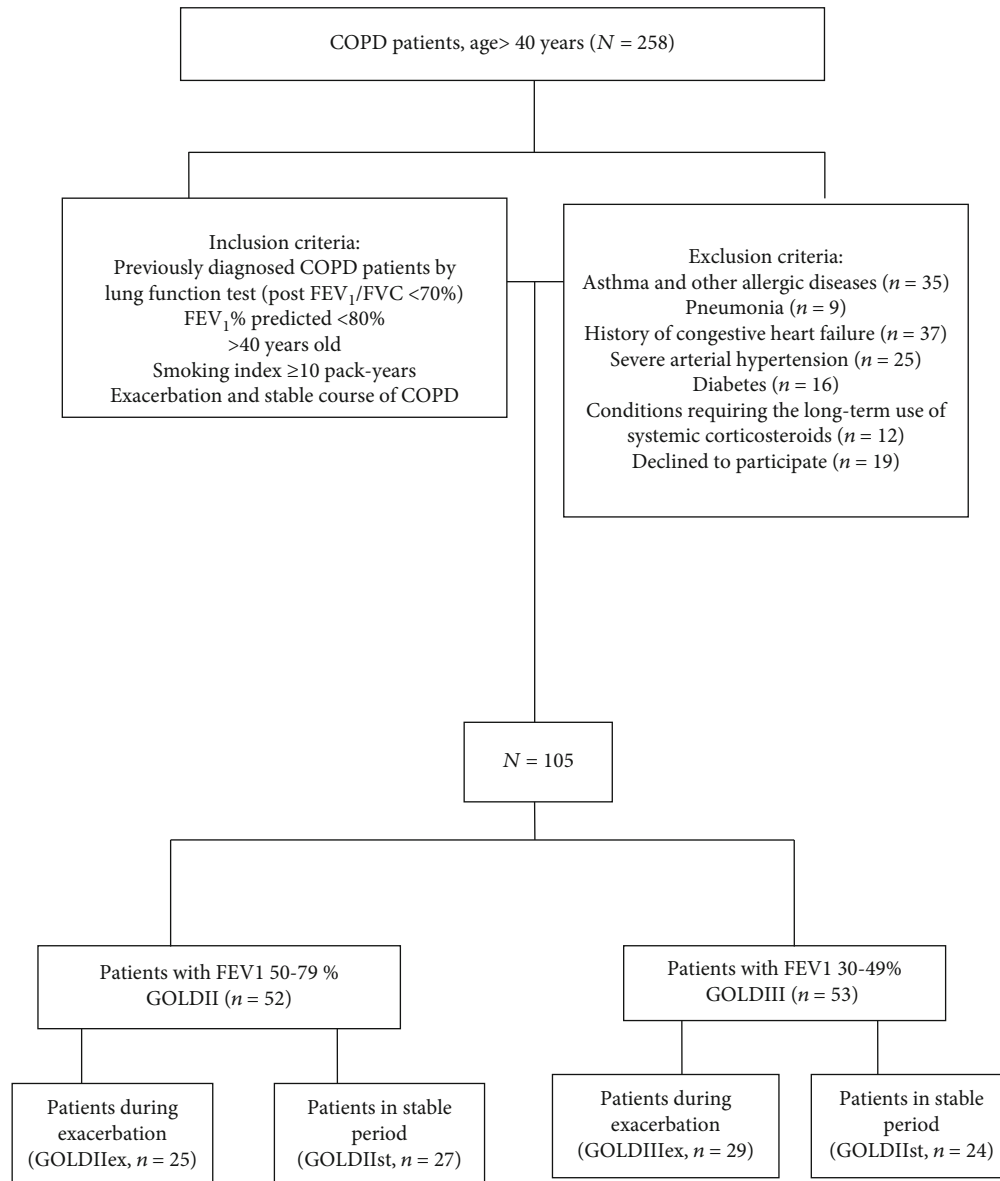 COPD patients, age> 40 years (N = 258)
Inclusion criteria:
Previously diagnosed COPD patients by
lung function test (post FEV₁/FVC <70%)
FEV₁% predicted <80%
>40 years old
Smoking index ≥10 pack-years
Exacerbation and stable course of COPD
Exclusion criteria:
Asthma and other allergic diseases (n = 35)
Pneumonia (n = 9)
History of congestive heart failure (n = 37)
Severe arterial hypertension (n = 25)
Diabetes (n = 16)
Conditions requiring the long-term use of
systemic corticosteroids (n = 12)
Declined to participate (n = 19)
N = 105
Patients with FEV1 50-79 %
GOLDII (n = 52)
Patients with FEV1 30-49%
GOLDIII (n = 53)
Patients during
exacerbation
(GOLDIIex, n = 25)
Patients in stable
period
(GOLDIIst, n = 27)
Patients during
exacerbation
(GOLDIIIex, n = 29)
Patients in stable
period
(GOLDIIst, n = 24)